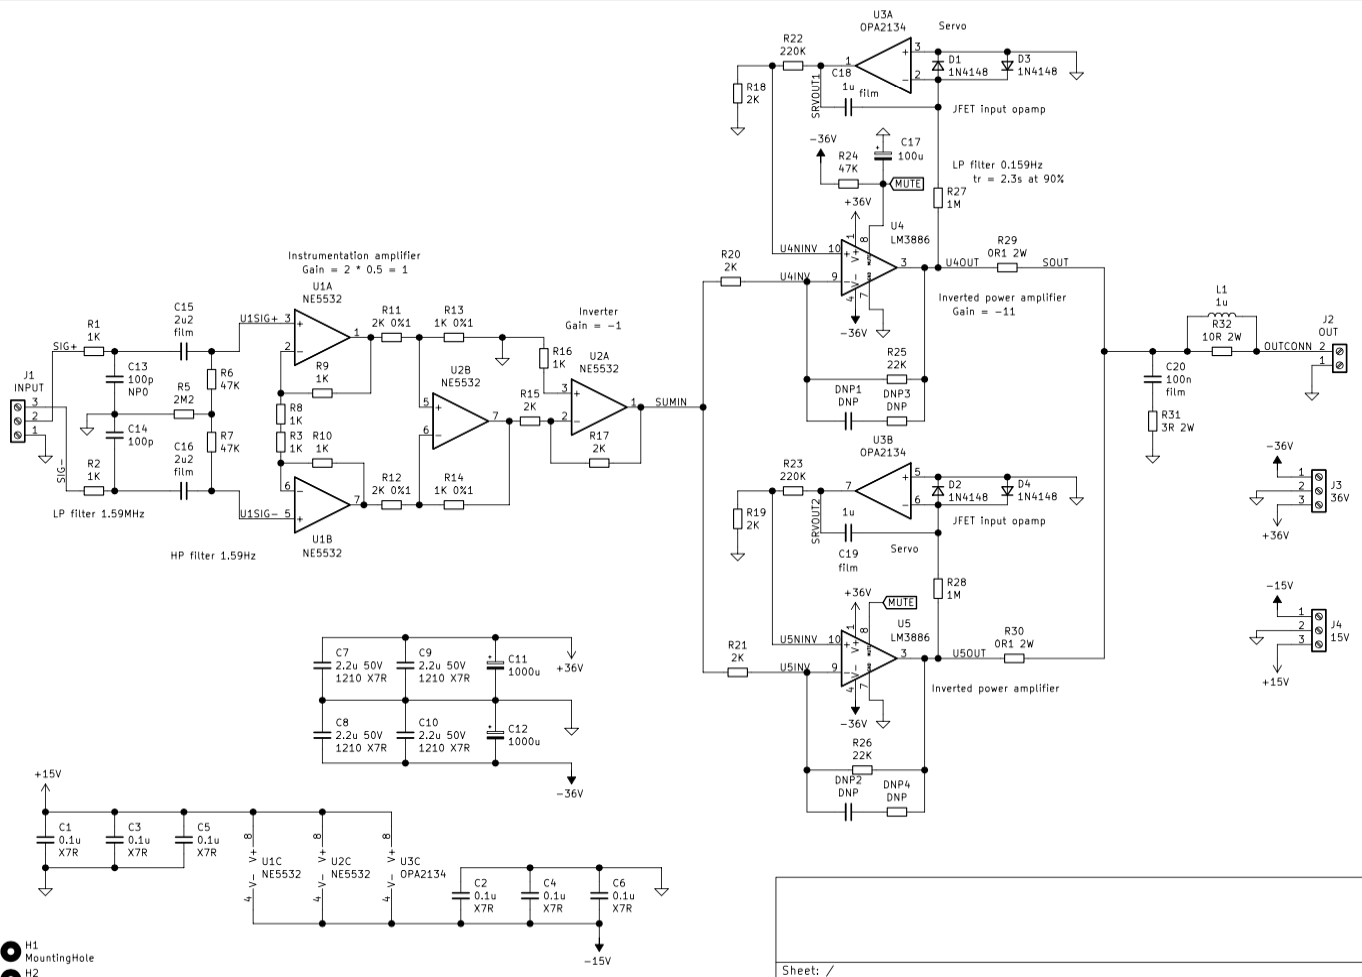 U3A
OPA2134
Servo
R22
220K
1
3
2
+
−
D1
1N4148
D3
1N4148
R18
2K
SRVOUT1
C18
1u
film
JFET input opamp
−36V
C17
100u
+
R24
47K
MUTE
LP filter 0.159Hz
tr = 2.3s at 90%
R27
1M
+36V
U4
LM3886
1
8
U4NINV
10
+
V+
3
U4OUT
R29
0R1 2W
SOUT
R20
2K
U4INV
9
−
V−
4
7
−36V
Inverted power amplifier
Gain = −11
Instrumentation amplifier
Gain = 2 * 0.5 = 1
U1A
NE5532
R11
2K 0%1
R13
1K 0%1
Inverter
Gain = −1
L1
1u
R32
10R 2W
J2
OUT
OUTCONN
2
1
R1
1K
SIG+
C15
2u2
film
U1SIG+
3
+
1
2
−
R16
1K
U2A
NE5532
C13
100p
NP0
R6
47K
R9
1K
R25
22K
C20
100n
film
J1
INPUT
3
2
1
R5
2M2
U2B
NE5532
R15
2K
3
+
1
SUMIN
2
−
DNP1
DNP
DNP3
DNP
R8
1K
5
+
7
6
−
R31
3R 2W
C14
100p
R7
47K
R3
1K
R10
1K
R17
2K
C16
2u2
film
R2
1K
SIG−
R12
2K 0%1
R14
1K 0%1
6
−
7
U1SIG−
5
+
LP filter 1.59MHz
U1B
NE5532
HP filter 1.59Hz
U3B
OPA2134
R23
220K
7
5
6
+
−
D2
1N4148
D4
1N4148
R19
2K
SRVOUT2
1u
C19
film
JFET input opamp
Servo
−36V
1
2
3
J3
36V
+36V
R28
1M
+36V
MUTE
−15V
1
2
3
J4
15V
+15V
U5
LM3886
1
8
U5NINV
10
+
V+
3
U5OUT
R30
0R1 2W
R21
2K
U5INV
9
−
V−
4
7
−36V
Inverted power amplifier
R26
22K
DNP2
DNP
DNP4
DNP
C7
2.2u 50V
1210 X7R
C9
2.2u 50V
1210 X7R
C11
1000u
+
+36V
C8
2.2u 50V
1210 X7R
C10
2.2u 50V
1210 X7R
C12
1000u
+
−36V
+15V
C1
0.1u
X7R
C3
0.1u
X7R
C5
0.1u
X7R
8
V+
U1C
NE5532
V−
4
8
V+
U2C
NE5532
V−
4
8
V+
U3C
OPA2134
V−
4
C2
0.1u
X7R
C4
0.1u
X7R
C6
0.1u
X7R
−15V
H1
MountingHole
H2
Sheet: /